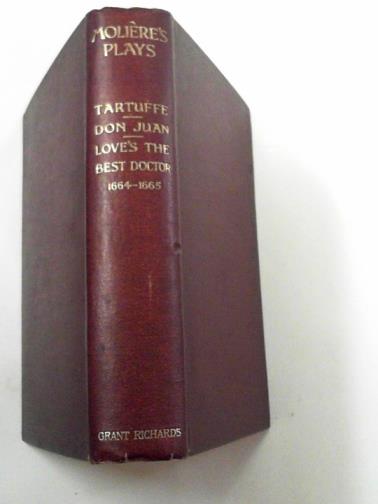 MOLIÈRE'S
PLAYS
TARTUFFE
DON JUAN
LOVE'S THE
BEST DOCTOR
1664-1665
GRANT RICHARDS